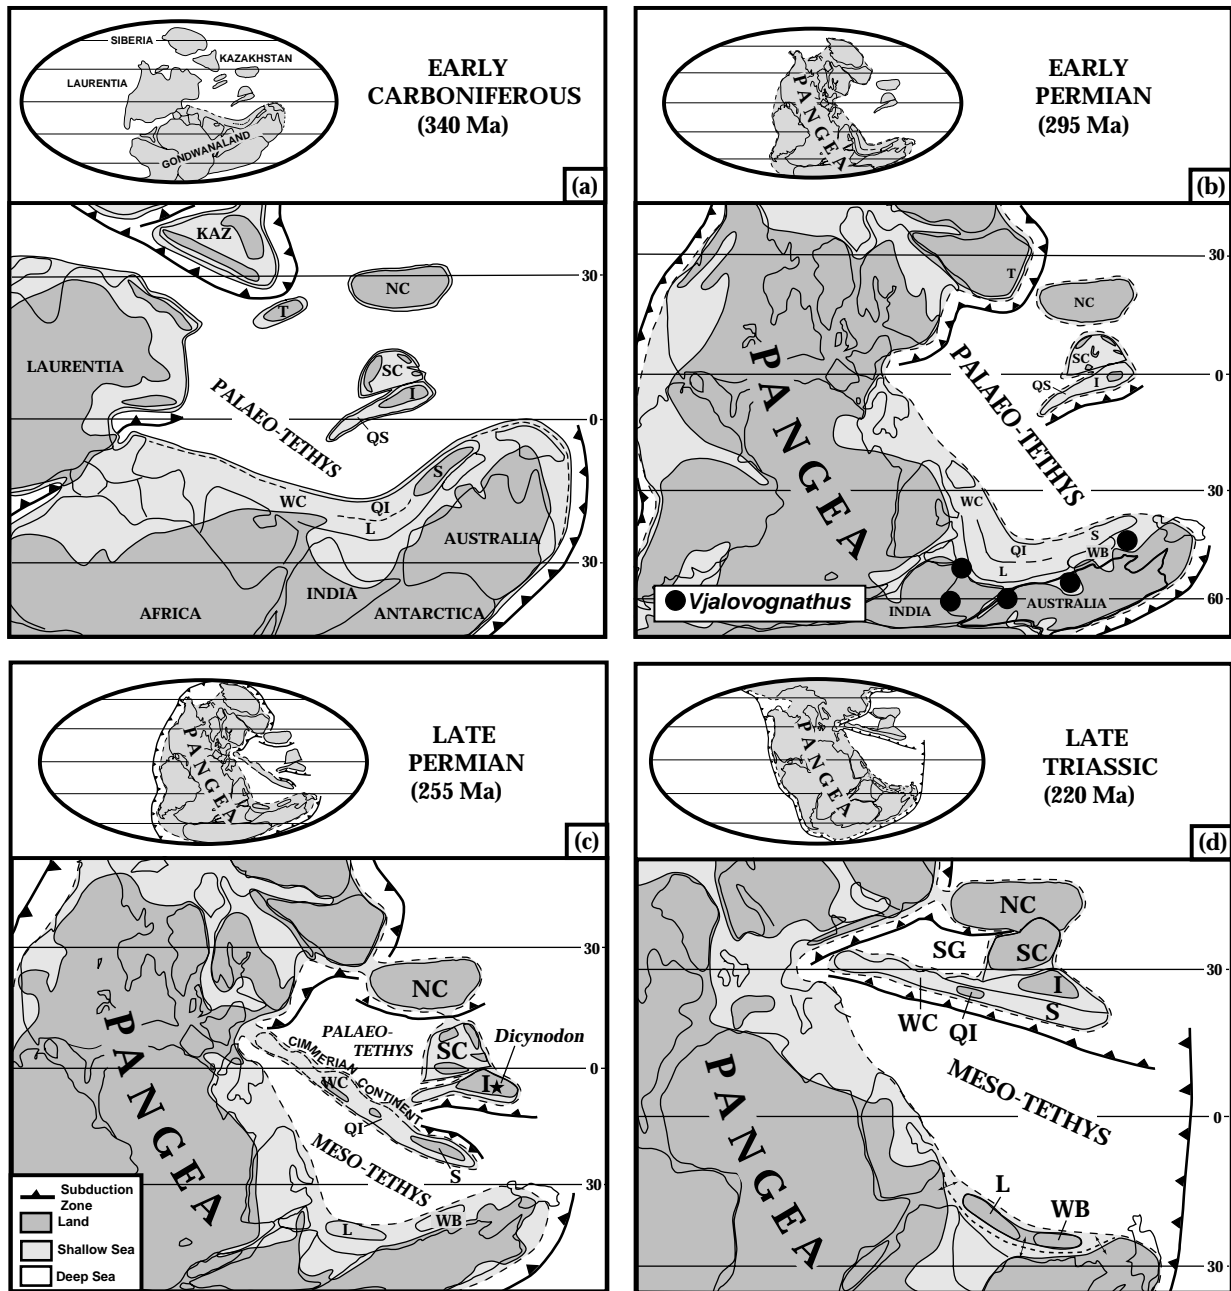 SIBERIA
KAZAKHSTAN
LAURENTIA
GONDWANALAND
EARLY
CARBONIFEROUS
(340 Ma)
(a)
KAZ
30
NC
T
LAURENTIA
SC
I
PALAEO-TETHYS
QS
0
S
WC
QI
L
AUSTRALIA
30
INDIA
AFRICA
ANTARCTICA
PANGEA
EARLY
PERMIAN
(295 Ma)
(b)
30
T
NC
PANGEA
PALAEO-TETHYS
SC
0
QS
I
WC
30
S
QI
WB
L
Vjalovognathus
INDIA
AUSTRALIA
60
PANGEA
LATE
PERMIAN
(255 Ma)
(c)
30
NC
PANGEA
PALAEO-
TETHYS
Dicynodon
SC
CIMMERIAN CONTINENT
0
WC
I
QI
MESO-TETHYS
S
30
L
WB
Subduction
Zone
Land
Shallow Sea
Deep Sea
PANGEA
LATE
TRIASSIC
(220 Ma)
(d)
NC
SG
SC
30
I
WC
QI
S
PANGEA
MESO-TETHYS
0
L
WB
30